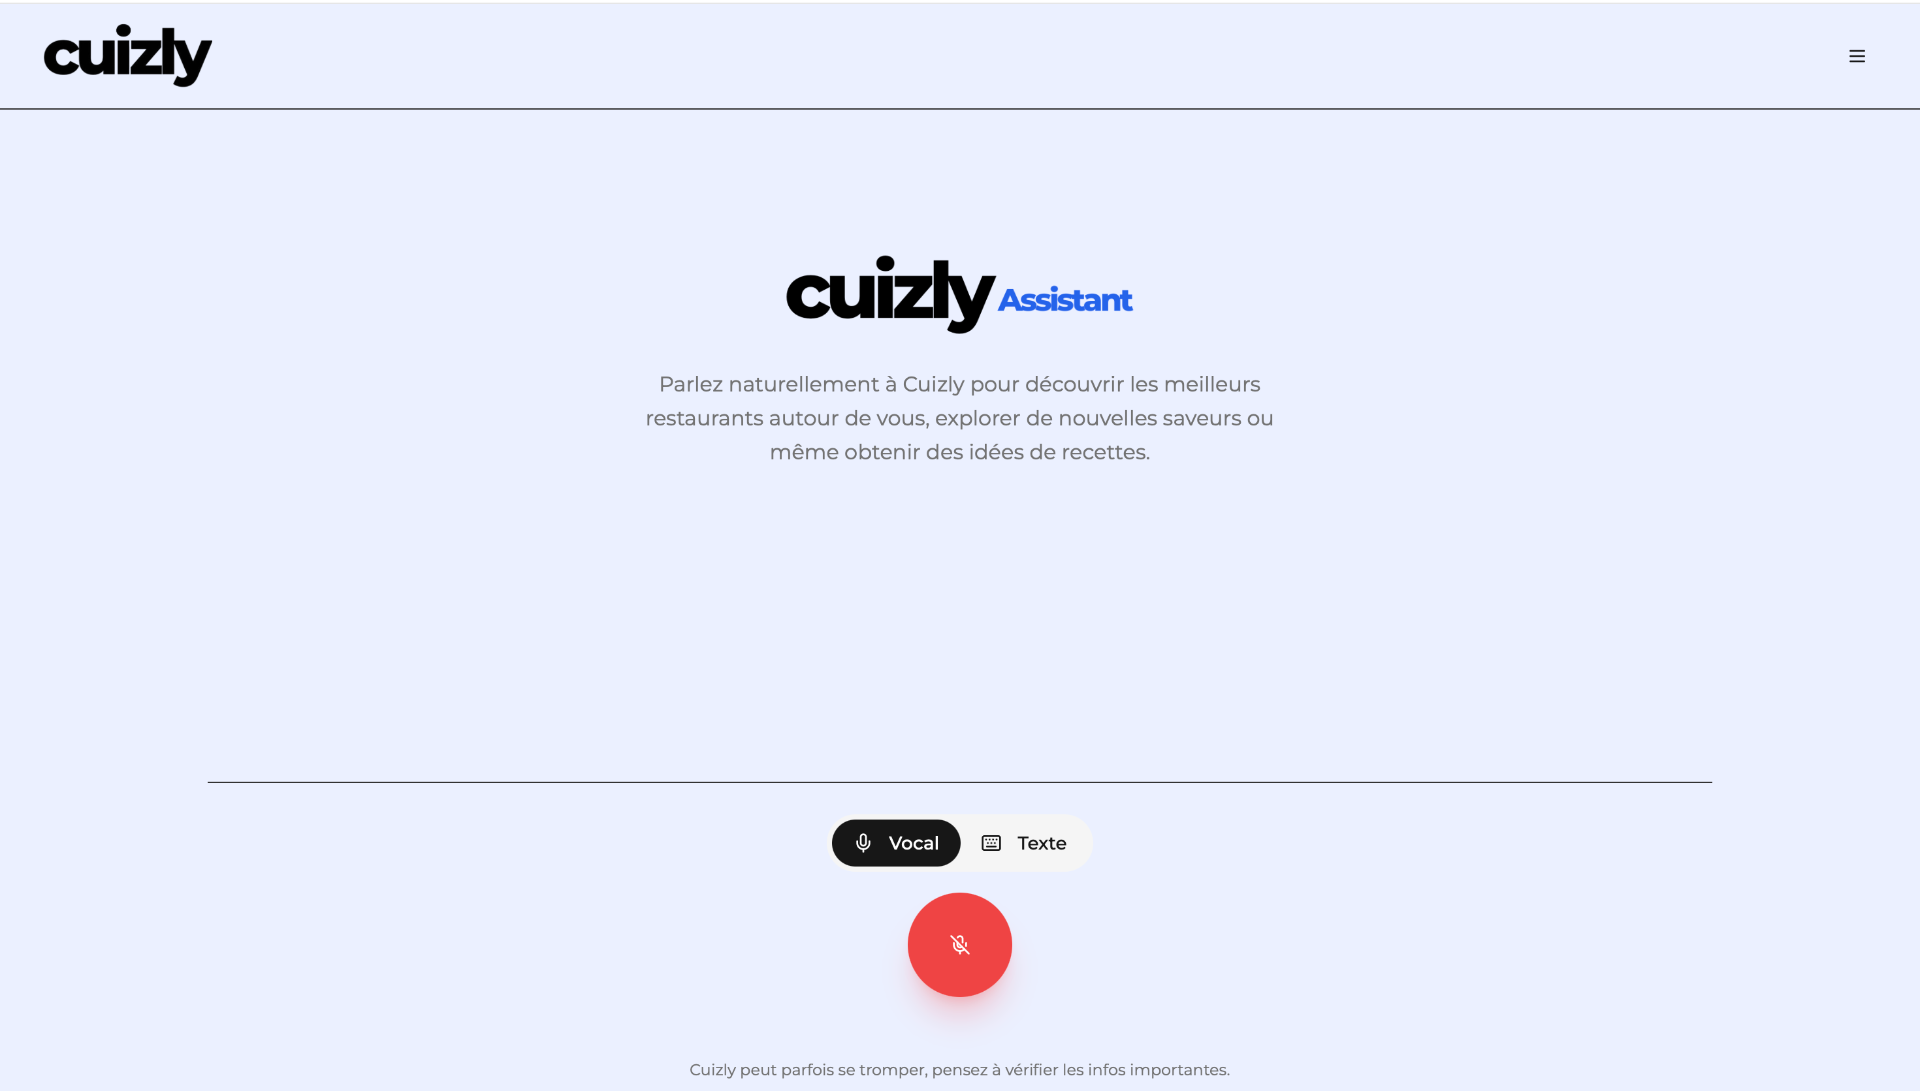 cuizly
cuizly Assistant
Parlez naturellement à Cuizly pour découvrir les meilleurs
restaurants autour de vous, explorer de nouvelles saveurs ou
même obtenir des idées de recettes.
Vocal Texte
Cuizly peut parfois se tromper, pensez à vérifier les infos importantes.